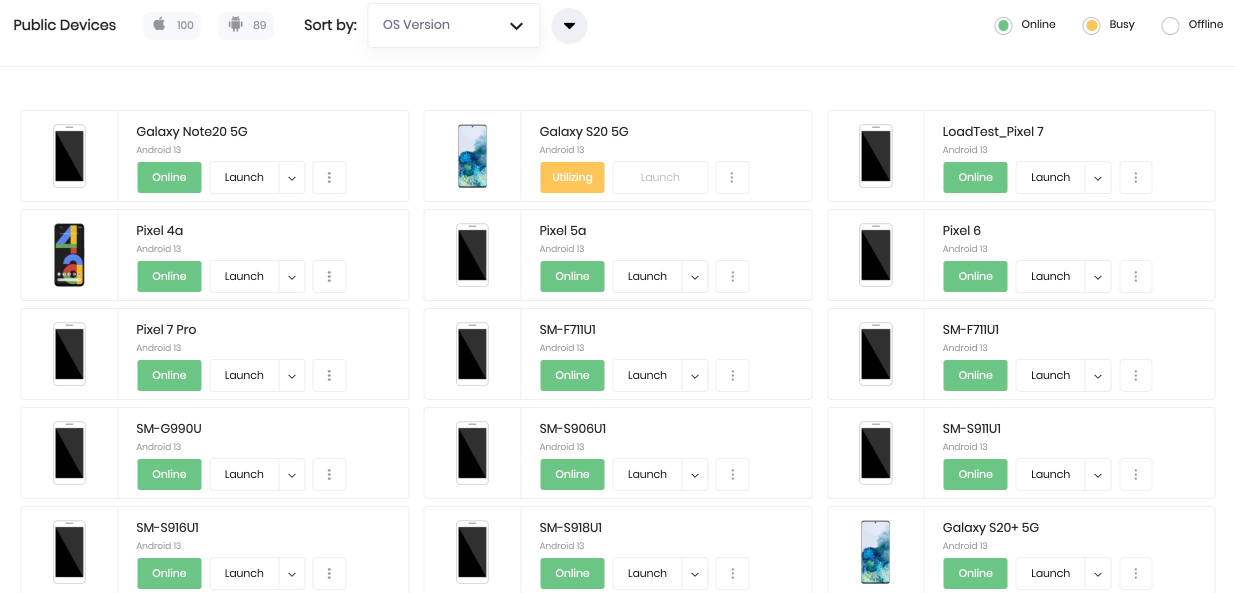 Public Devices
100
89
Sort by:
OS Version
Online
Busy
Offline
Galaxy Note20 5G
Android 13
Online
Launch
Galaxy S20 5G
Android 13
Utilizing
Launch
LoadTest_Pixel 7
Android 13
Online
Launch
Pixel 4a
Android 13
Online
Launch
Pixel 5a
Android 13
Online
Launch
Pixel 6
Android 13
Online
Launch
Pixel 7 Pro
Android 13
Online
Launch
SM-F711U1
Android 13
Online
Launch
SM-F711U1
Android 13
Online
Launch
SM-G990U
Android 13
Online
Launch
SM-S906U1
Android 13
Online
Launch
SM-S911U1
Android 13
Online
Launch
SM-S916U1
Android 13
Online
Launch
SM-S918U1
Android 13
Online
Launch
Galaxy S20+ 5G
Android 13
Online
Launch